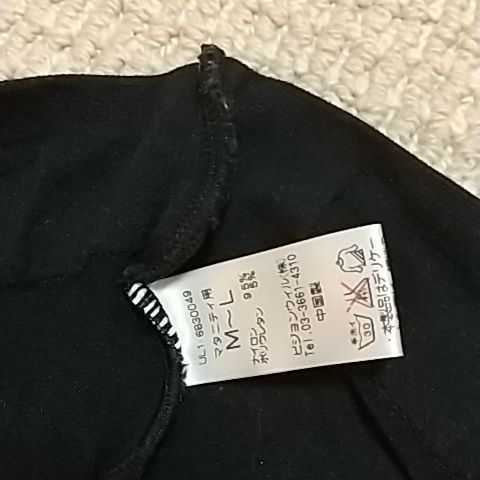 UL1 6830049
マタニティ用
M～L
ナイロン 95%
ポリウレタン 5%
ピジョンウィル(株)
Tel.03-3661-4310
中国製
30
・本製品はデリケー